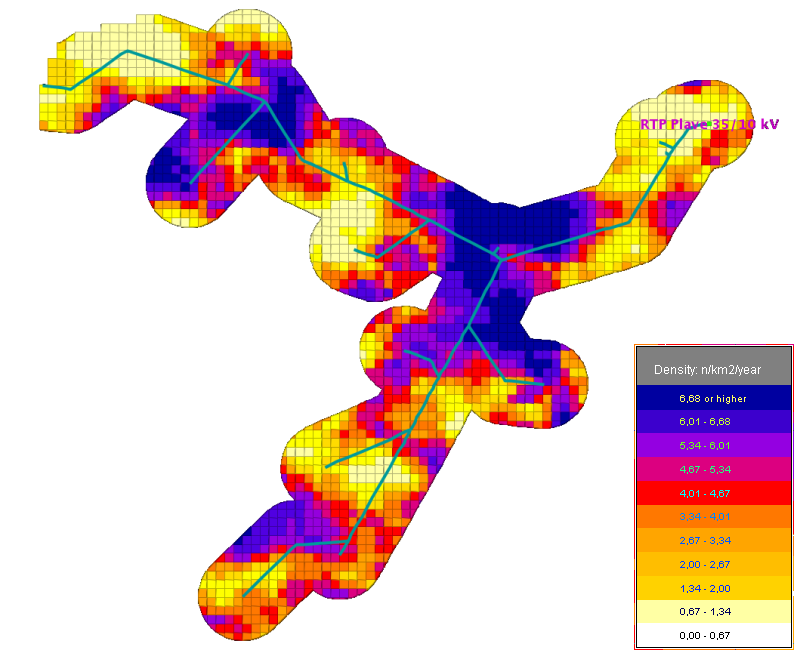 RTP Plave 35/10 kV
Density: n/km2/year
6,68 or higher
6,01 - 6,68
5,34 - 6,01
4,67 - 5,34
4,01 - 4,67
3,34 - 4,01
2,67 - 3,34
2,00 - 2,67
1,34 - 2,00
0,67 - 1,34
0,00 - 0,67